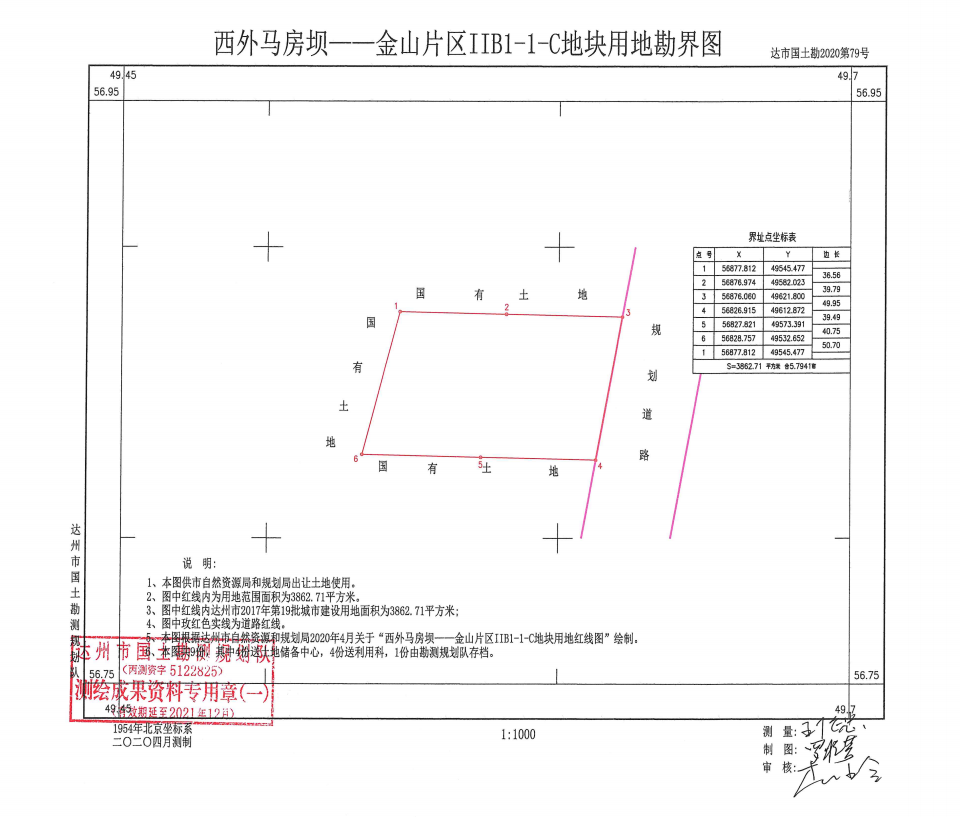 西外马房坝——金山片区IIB1-1-C地块用地勘界图
达市国土勘2020第79号
49.45
49.7
56.95
56.95
界址点坐标表
点 号 X Y 边 长
1 56877.812 49545.477
36.56
2 56876.974 49582.023
39.79
3 56876.060 49621.800
49.95
4 56826.915 49612.872
39.49
5 56827.821 49573.391
40.75
6 56828.757 49532.652
50.70
1 56877.812 49545.477
S=3862.71 平方米 合5.7941亩
国 有 土 地
1
2
3
国有土地
规划道路
6
5
4
国 有 土 地
达州市国土勘测规划队
说 明:
1、本图供市自然资源局和规划局出让土地使用。
2、图中红线内为用地范围面积为3862.71平方米。
3、图中红线内达州市2017年第19批城市建设用地面积为3862.71平方米;
4、图中玫红色实线为道路红线。
5、本图根据达州市自然资源和规划局2020年4月关于“西外马房坝——金山片区IIB1-1-C地块用地红线图”绘制。
6、本图共9份,其中4份送土地储备中心,4份送利用科,1份由勘测规划队存档。
达州市国土勘测规划队
(丙测资字 5122825)
测绘成果资料专用章(一)
(有效期延至2021年12月)
56.75
56.75
49.45
49.7
1954年北京坐标系
二〇二〇四月测制
1:1000
测 量:
制 图:
审 核: